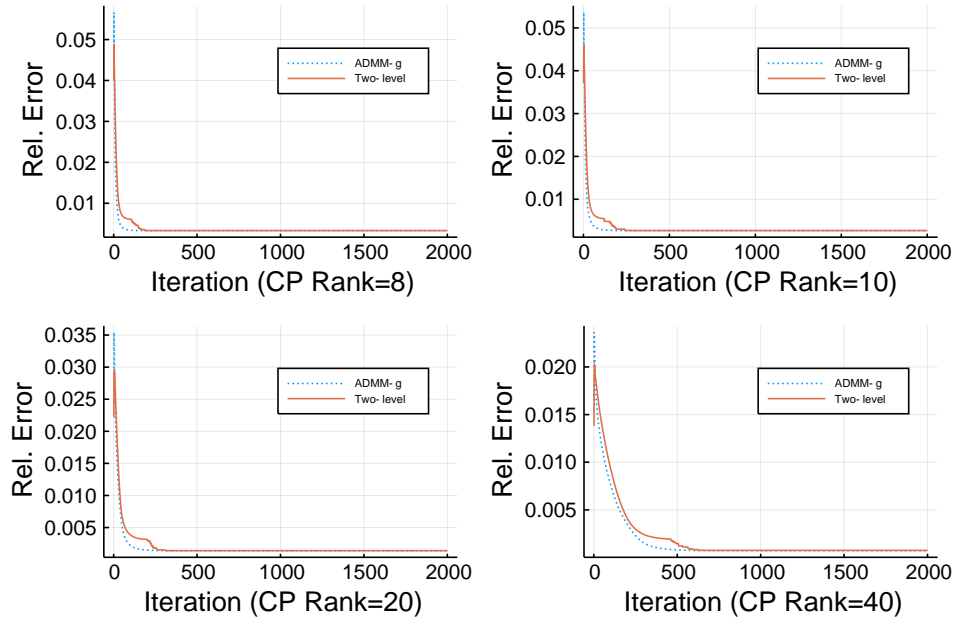 Rel. Error
0.05
0.04
0.03
0.02
0.01
ADMM- g
Two- level
0 500 1000 1500 2000
Iteration (CP Rank=8)
Rel. Error
0.05
0.04
0.03
0.02
0.01
ADMM- g
Two- level
0 500 1000 1500 2000
Iteration (CP Rank=10)
Rel. Error
0.035
0.030
0.025
0.020
0.015
0.010
0.005
ADMM- g
Two- level
0 500 1000 1500 2000
Iteration (CP Rank=20)
Rel. Error
0.020
0.015
0.010
0.005
ADMM- g
Two- level
0 500 1000 1500 2000
Iteration (CP Rank=40)